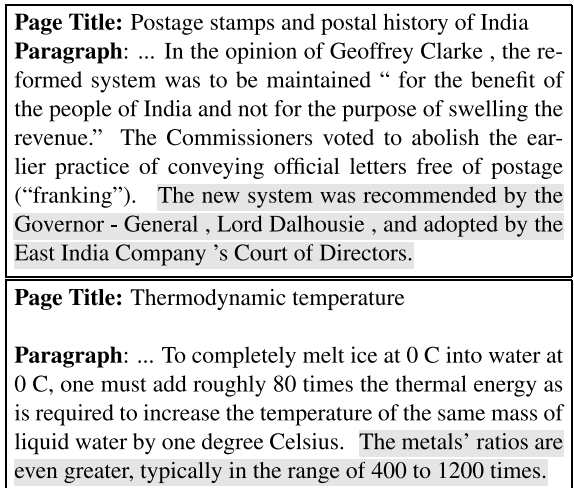 Page Title: Postage stamps and postal history of India
Paragraph: ... In the opinion of Geoffrey Clarke , the re-
formed system was to be maintained “ for the benefit of
the people of India and not for the purpose of swelling the
revenue.” The Commissioners voted to abolish the ear-
lier practice of conveying official letters free of postage
(“franking”). The new system was recommended by the
Governor - General , Lord Dalhousie , and adopted by the
East India Company ’s Court of Directors.
Page Title: Thermodynamic temperature
Paragraph: ... To completely melt ice at 0 C into water at
0 C, one must add roughly 80 times the thermal energy as
is required to increase the temperature of the same mass of
liquid water by one degree Celsius. The metals’ ratios are
even greater, typically in the range of 400 to 1200 times.